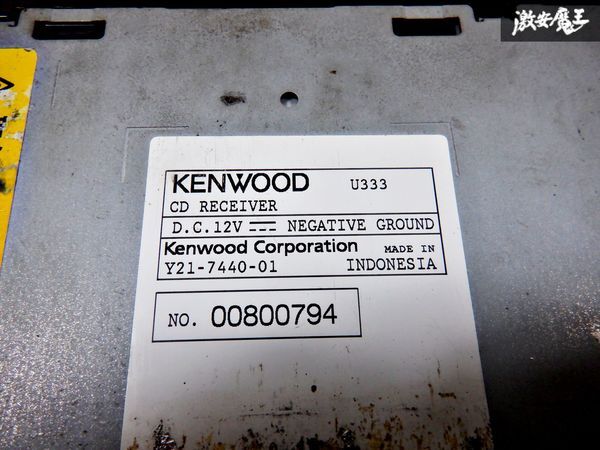 激安魔王
KENWOOD U333
CD RECEIVER
D.C.12V ⎓ NEGATIVE GROUND
Kenwood Corporation MADE IN
Y21-7440-01 INDONESIA
NO. 00800794